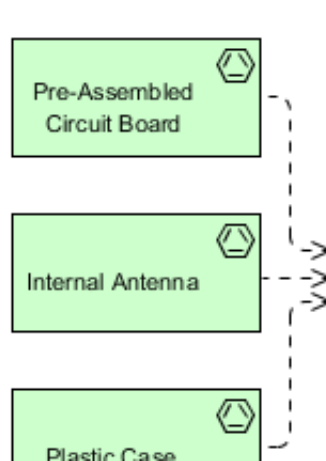 Pre-Assembled
Circuit Board
Internal Antenna
Plastic Case